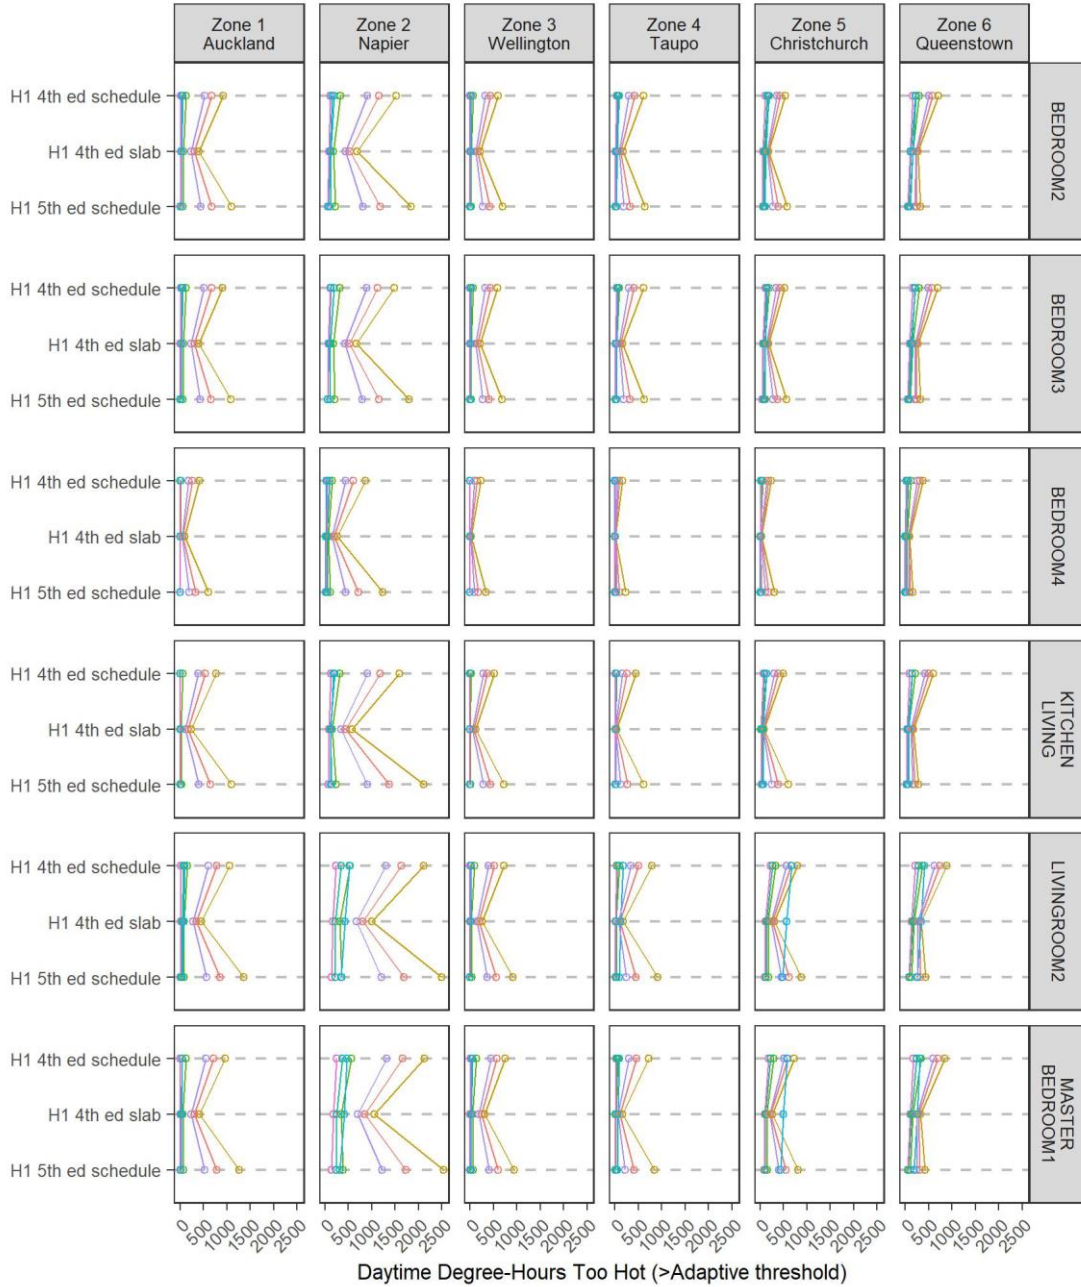 Zone 1
Auckland
Zone 2
Napier
Zone 3
Wellington
Zone 4
Taupo
Zone 5
Christchurch
Zone 6
Queenstown
H1 4th ed schedule
H1 4th ed slab
H1 5th ed schedule
BEDROOM2
H1 4th ed schedule
H1 4th ed slab
H1 5th ed schedule
BEDROOM3
H1 4th ed schedule
H1 4th ed slab
H1 5th ed schedule
BEDROOM4
H1 4th ed schedule
H1 4th ed slab
H1 5th ed schedule
KITCHEN
LIVING
H1 4th ed schedule
H1 4th ed slab
H1 5th ed schedule
LIVINGROOM2
H1 4th ed schedule
H1 4th ed slab
H1 5th ed schedule
MASTER
BEDROOM1
0 500 1000 1500 2000 2500
0 500 1000 1500 2000 2500
0 500 1000 1500 2000 2500
0 500 1000 1500 2000 2500
0 500 1000 1500 2000 2500
0 500 1000 1500 2000 2500
Daytime Degree-Hours Too Hot (>Adaptive threshold)